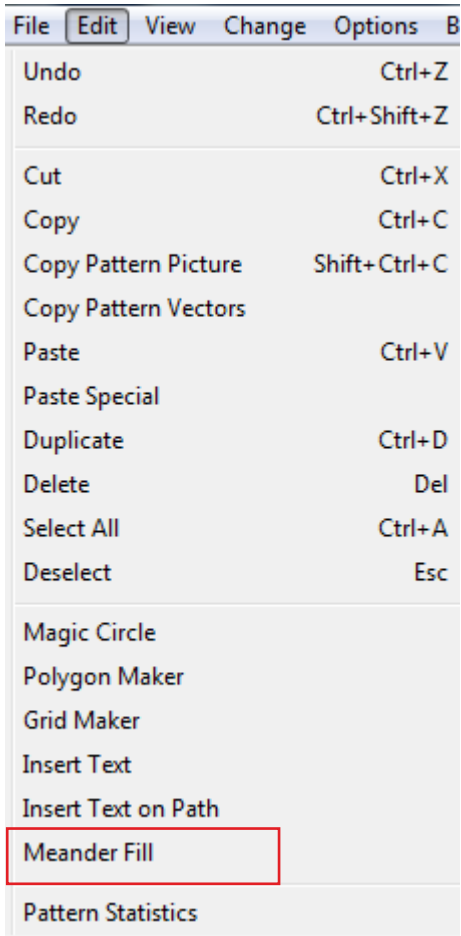 File Edit View Change Options B
Undo Ctrl+Z
Redo Ctrl+Shift+Z
Cut Ctrl+X
Copy Ctrl+C
Copy Pattern Picture Shift+Ctrl+C
Copy Pattern Vectors
Paste Ctrl+V
Paste Special
Duplicate Ctrl+D
Delete Del
Select All Ctrl+A
Deselect Esc
Magic Circle
Polygon Maker
Grid Maker
Insert Text
Insert Text on Path
Meander Fill
Pattern Statistics